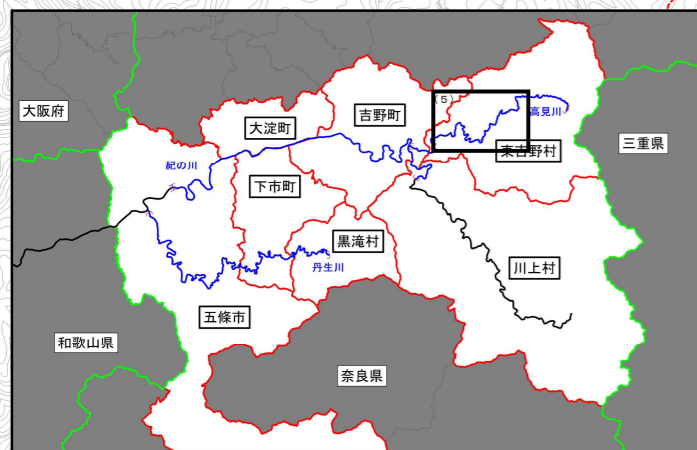 (5)
高見川
吉野町
大阪府
大淀町
三重県
東吉野村
紀の川
下市町
黒滝村
丹生川
川上村
五條市
和歌山県
奈良県